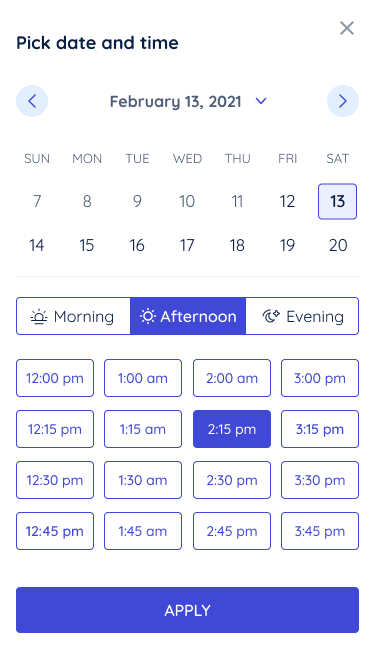 Pick date and time
February 13, 2021
SUN MON TUE WED THU FRI SAT
7 8 9 10 11 12 13
14 15 16 17 18 19 20
Morning Afternoon Evening
12:00 pm 1:00 am 2:00 am 3:00 pm
12:15 pm 1:15 am 2:15 pm 3:15 pm
12:30 pm 1:30 am 2:30 pm 3:30 pm
12:45 pm 1:45 am 2:45 pm 3:45 pm
APPLY